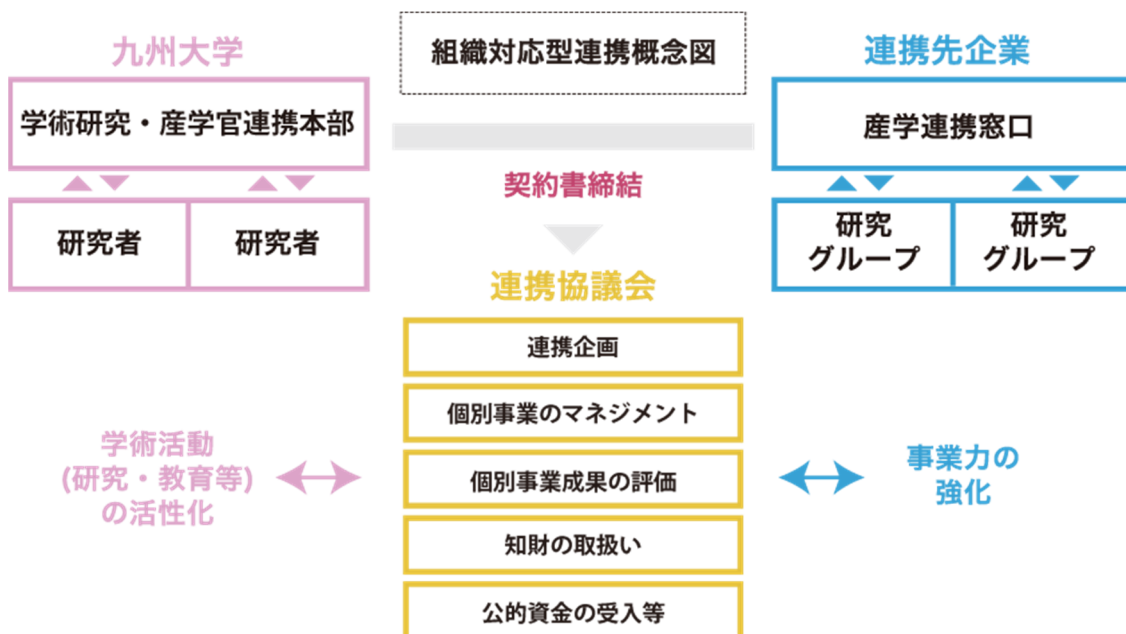 九州大学
学術研究・産学官連携本部
研究者
研究者
組織対応型連携概念図
契約書締結
連携先企業
産学連携窓口
研究
グループ
研究
グループ
連携協議会
連携企画
個別事業のマネジメント
個別事業成果の評価
知財の取扱い
公的資金の受入等
学術活動
(研究・教育等)
の活性化
事業力の
強化